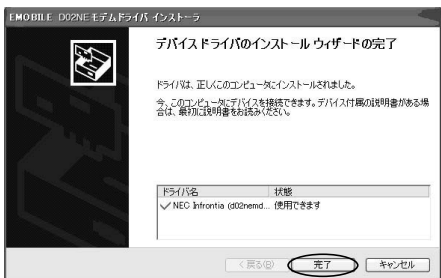 EMOBILE D02NEモデムドライバ インストーラ
デバイス ドライバのインストール ウィザードの完了
ドライバは、正しくこのコンピュータにインストールされました。
今、このコンピュータにデバイスを接続できます。デバイス付属の説明書がある場
合は、最初に説明書をお読みください。
ドライバ名 状態
NEC Infrontia (d02nemd... 使用できます
< 戻る(B) 完了 キャンセル